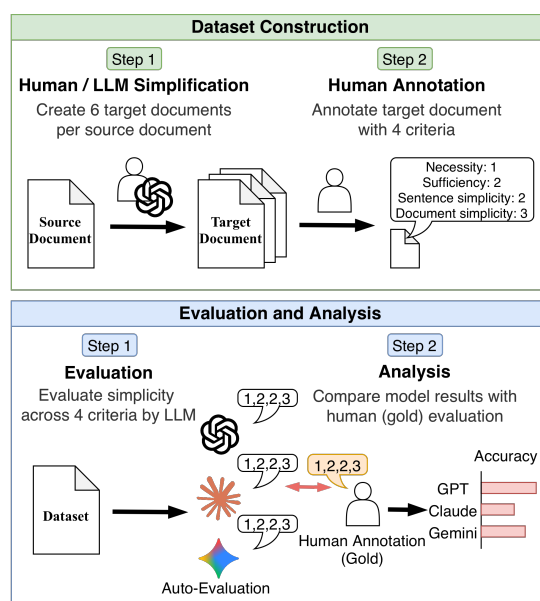 Dataset Construction
Step 1
Human / LLM Simplification
Create 6 target documents
per source document
Step 2
Human Annotation
Annotate target document
with 4 criteria
Source
Document
Target
Document
Necessity: 1
Sufficiency: 2
Sentence simplicity: 2
Document simplicity: 3
Evaluation and Analysis
Step 1
Evaluation
Evaluate simplicity
across 4 criteria by LLM
Step 2
Analysis
Compare model results with
human (gold) evaluation
Dataset
1,2,2,3
1,2,2,3
1,2,2,3
Auto-Evaluation
1,2,2,3
Human Annotation
(Gold)
Accuracy
GPT
Claude
Gemini